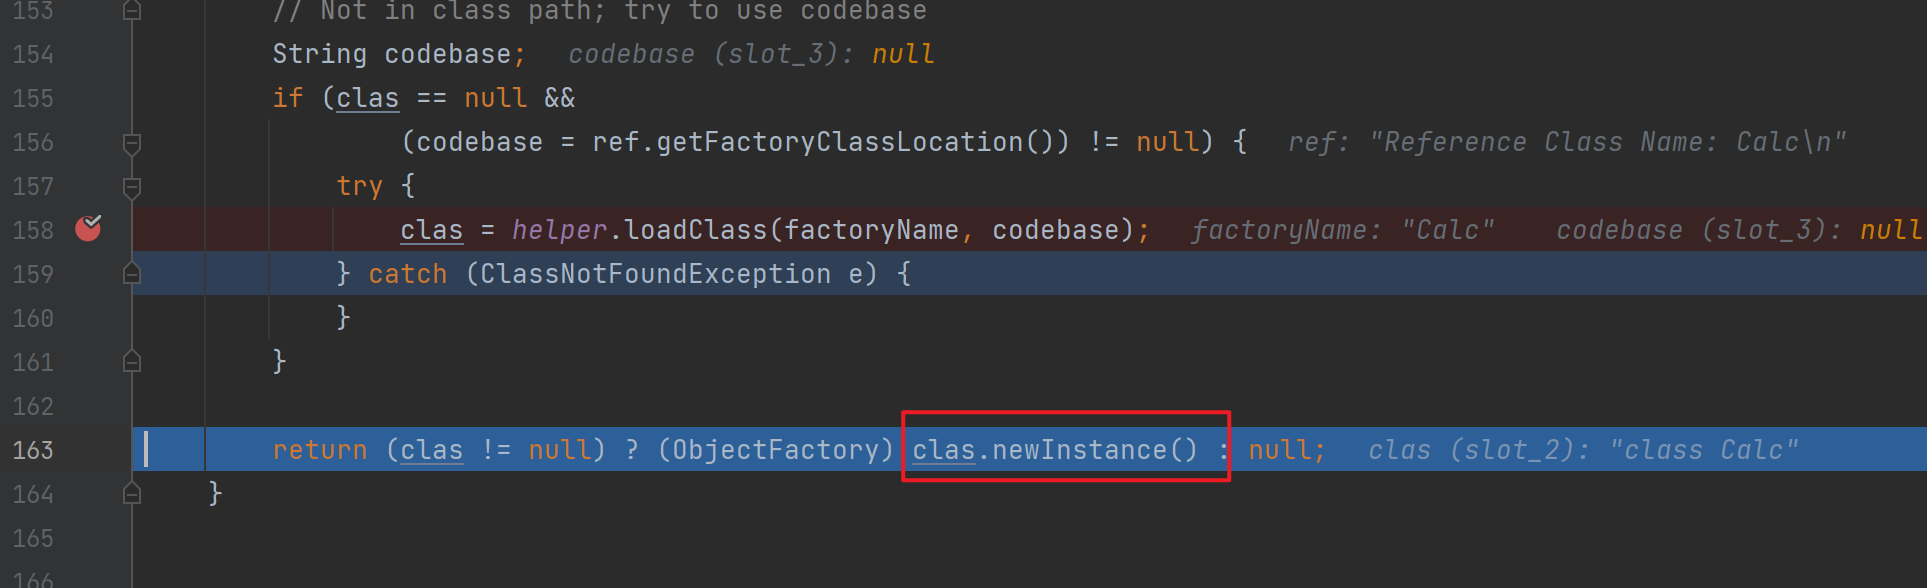 153 // Not in class path; try to use codebase
154 String codebase; codebase (slot_3): null
155 if (clas == null &&
156 (codebase = ref.getFactoryClassLocation()) != null) { ref: "Reference Class Name: Calc\n"
157 try {
158 clas = helper.loadClass(factoryName, codebase); factoryName: "Calc" codebase (slot_3): null
159 } catch (ClassNotFoundException e) {
160 }
161 }
162
163 return (clas != null) ? (ObjectFactory) clas.newInstance() : null; clas (slot_2): "class Calc"
164 }
165
166